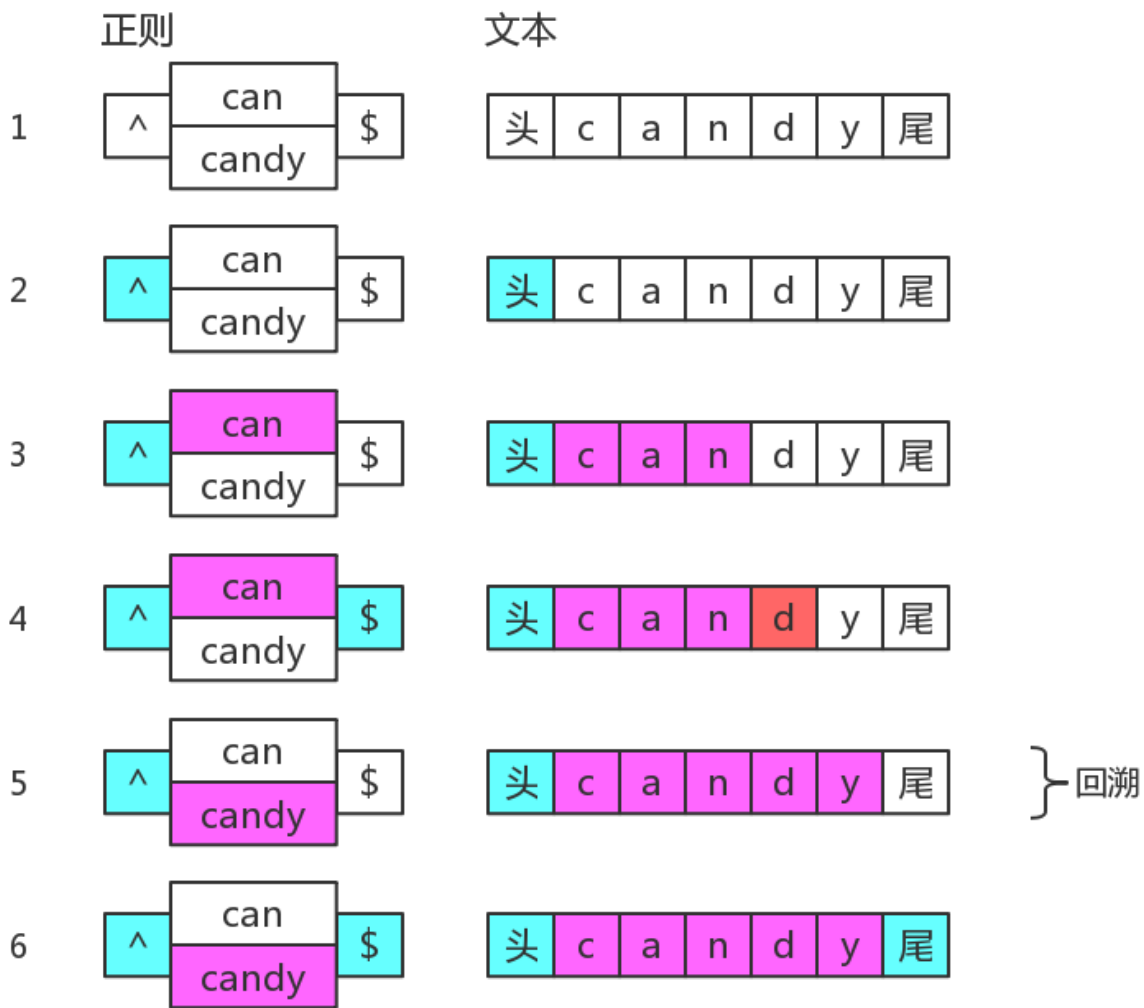 正则 文本
can
1 ^ $ 头 c a n d y 尾
candy
can
2 ^ $ 头 c a n d y 尾
candy
can
3 ^ $ 头 c a n d y 尾
candy
can
4 ^ $ 头 c a n d y 尾
candy
can
5 ^ $ 头 c a n d y 尾 回溯
candy
can
6 ^ $ 头 c a n d y 尾
candy